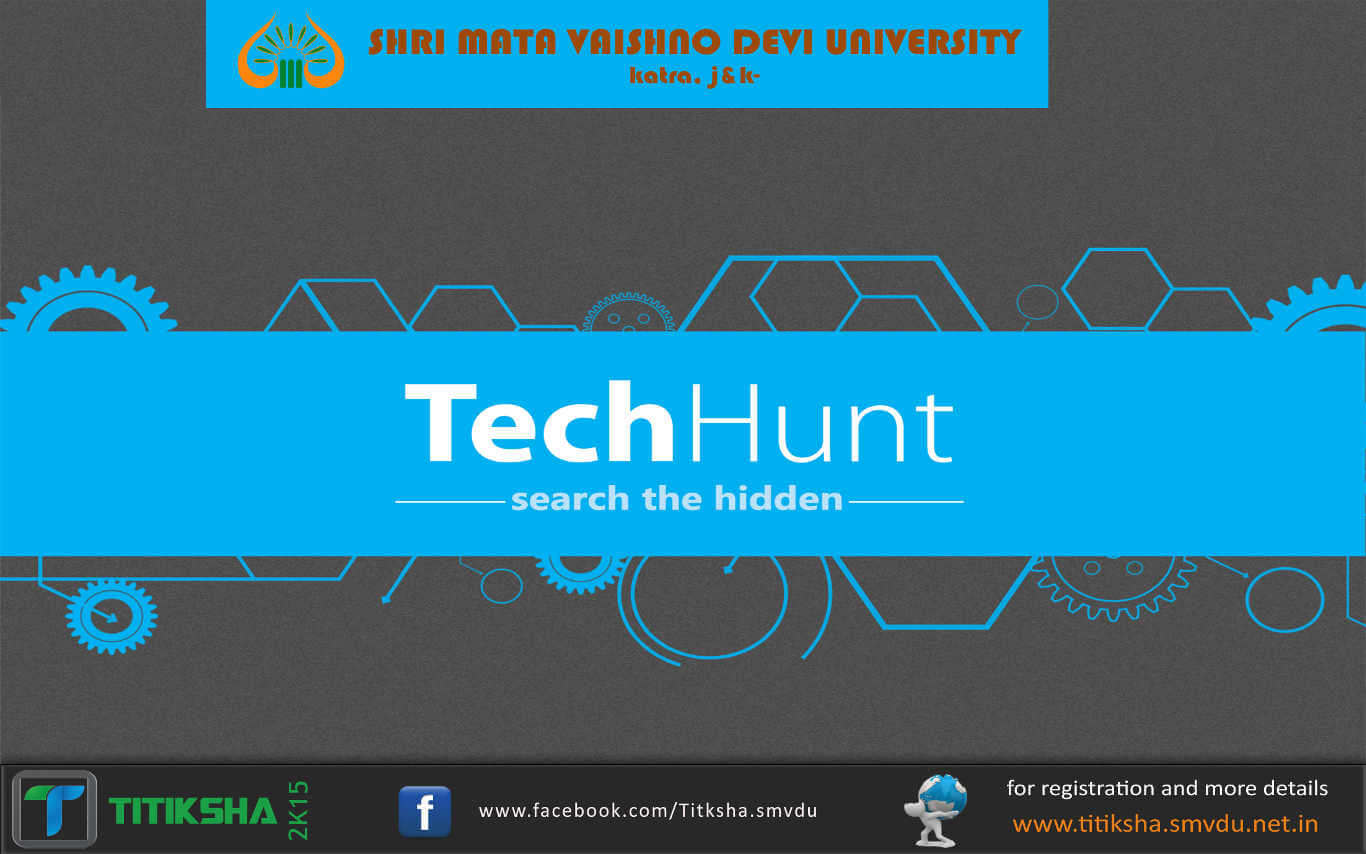 SHRI MATA VAISHNO DEVI UNIVERSITY
katra, j&k-
TechHunt
search the hidden
TITIKSHA 2K15
www.facebook.com/Titksha.smvdu
for registration and more details
www.titiksha.smvdu.net.in